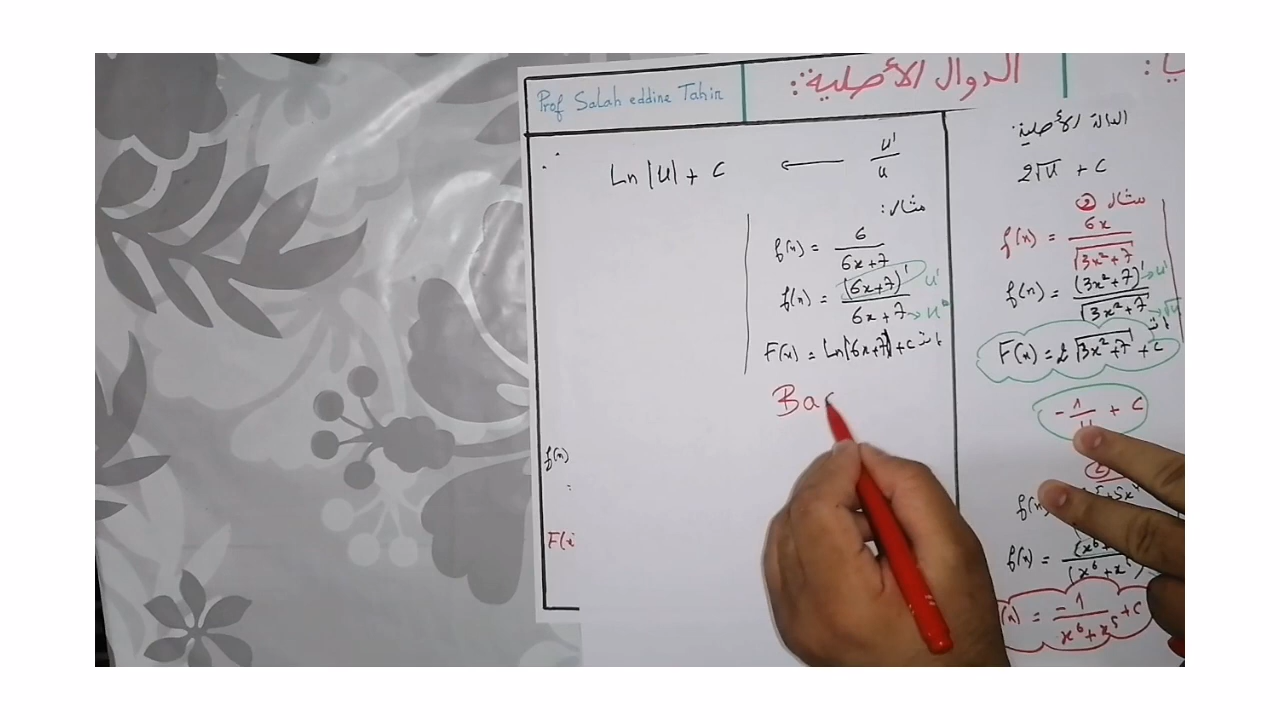 Prof Salah eddine Tahir
الدوال الأصلية:
Ln |u| + C ← u'/u
مثال:
f(x) = 6/(6x+7)
f(x) = (6x+7)'/(6x+7) u' u
F(x) = Ln|6x+7| + C
Bac
f(x)
=
الدالة الأصلية:
2√u + C
مثال 2
f(x) = 6x/√(3x²+7)
f(x) = (3x²+7)'/√(3x²+7) → u' → √u
F(x) = 2√(3x²+7) + C
-1/u + C
2
f(x) =
(x) = -1/(x⁶+x⁵) + C